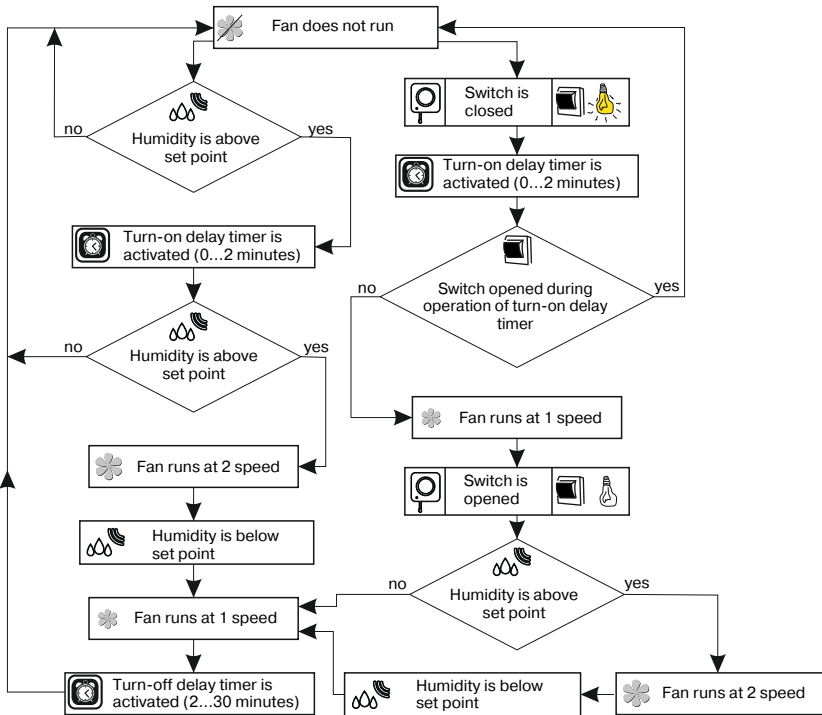 Fan does not run
Switch is
closed
no
Humidity is above
set point
yes
Turn-on delay timer is
activated (0...2 minutes)
Turn-on delay timer is
activated (0...2 minutes)
no
Switch opened during
operation of turn-on delay
timer
yes
no
Humidity is above
set point
yes
Fan runs at 1 speed
Fan runs at 2 speed
Switch is
opened
Humidity is below
set point
no
Humidity is above
set point
yes
Fan runs at 1 speed
Turn-off delay timer is
activated (2...30 minutes)
Humidity is below
set point
Fan runs at 2 speed